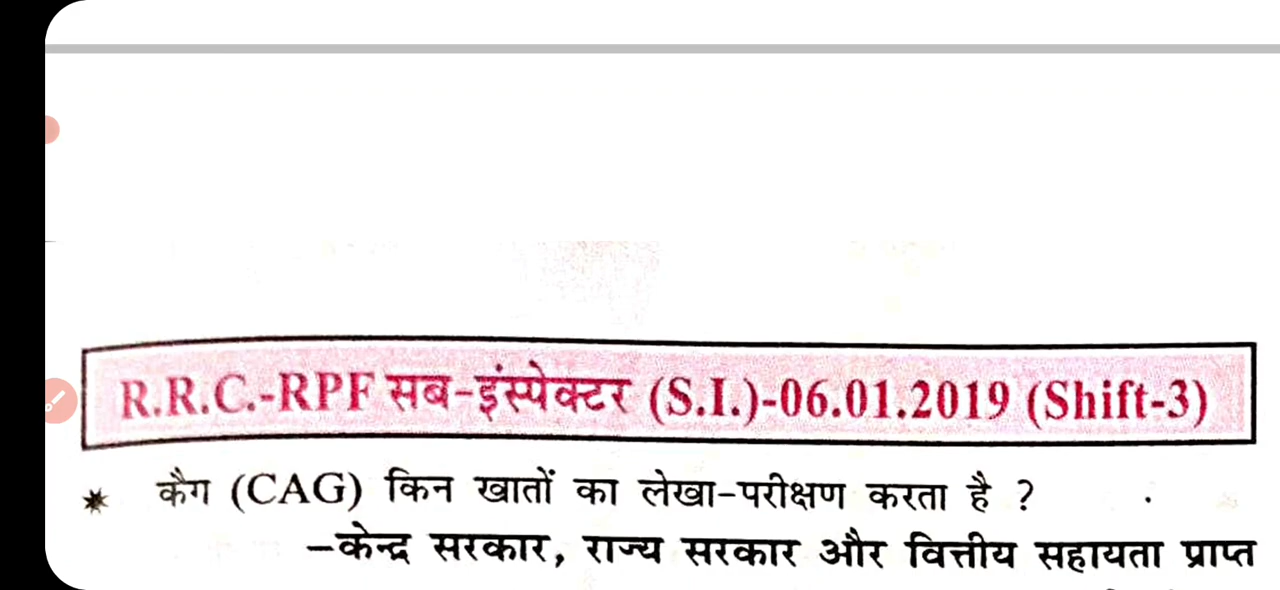 R.R.C.-RPF सब-इंस्पेक्टर (S.I.)-06.01.2019 (Shift-3)
* कैग (CAG) किन खातों का लेखा-परीक्षण करता है ?
–केन्द्र सरकार, राज्य सरकार और वित्तीय सहायता प्राप्त